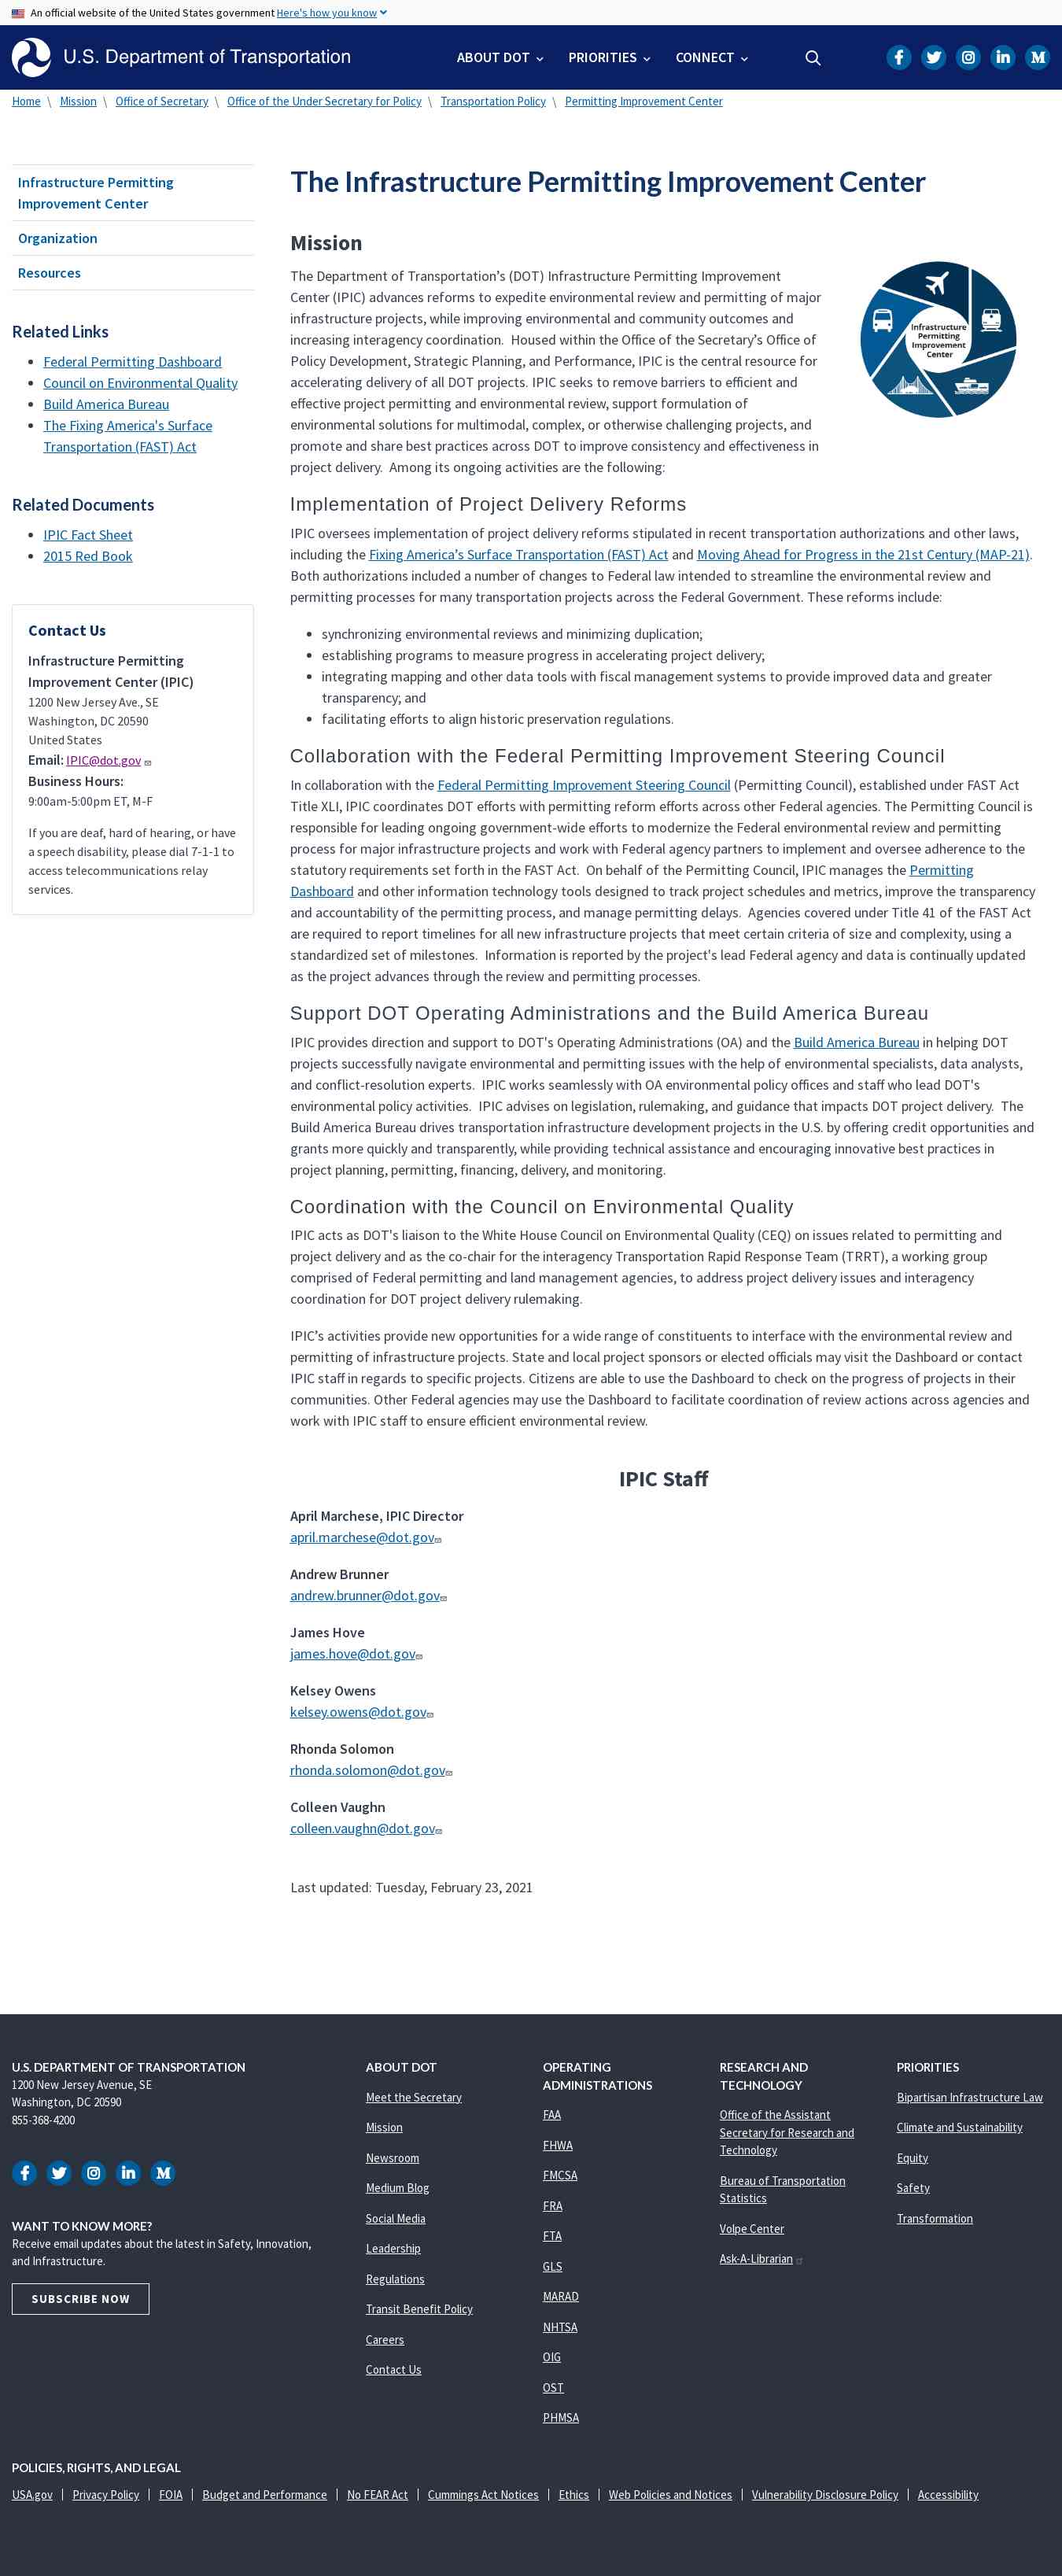 An official website of the United States government Here's how you know
U.S. Department of Transportation
ABOUT DOT
PRIORITIES
CONNECT
Home \ Mission \ Office of Secretary \ Office of the Under Secretary for Policy \ Transportation Policy \ Permitting Improvement Center
Infrastructure Permitting
Improvement Center
Organization
Resources
Related Links
Federal Permitting Dashboard
Council on Environmental Quality
Build America Bureau
The Fixing America's Surface
Transportation (FAST) Act
Related Documents
IPIC Fact Sheet
2015 Red Book
Contact Us
Infrastructure Permitting
Improvement Center (IPIC)
1200 New Jersey Ave., SE
Washington, DC 20590
United States
Email: IPIC@dot.gov
Business Hours:
9:00am-5:00pm ET, M-F
If you are deaf, hard of hearing, or have
a speech disability, please dial 7-1-1 to
access telecommunications relay
services.
The Infrastructure Permitting Improvement Center
Mission
The Department of Transportation’s (DOT) Infrastructure Permitting Improvement
Center (IPIC) advances reforms to expedite environmental review and permitting of major
infrastructure projects, while improving environmental and community outcomes and
increasing interagency coordination.  Housed within the Office of the Secretary’s Office of
Policy Development, Strategic Planning, and Performance, IPIC is the central resource for
accelerating delivery of all DOT projects. IPIC seeks to remove barriers to efficient and
effective project permitting and environmental review, support formulation of
environmental solutions for multimodal, complex, or otherwise challenging projects, and
promote and share best practices across DOT to improve consistency and effectiveness in
project delivery.  Among its ongoing activities are the following:
Infrastructure
Permitting
Improvement
Center
Implementation of Project Delivery Reforms
IPIC oversees implementation of project delivery reforms stipulated in recent transportation authorizations and other laws,
including the Fixing America’s Surface Transportation (FAST) Act and Moving Ahead for Progress in the 21st Century (MAP-21).
Both authorizations included a number of changes to Federal law intended to streamline the environmental review and
permitting processes for many transportation projects across the Federal Government. These reforms include:
synchronizing environmental reviews and minimizing duplication;
establishing programs to measure progress in accelerating project delivery;
integrating mapping and other data tools with fiscal management systems to provide improved data and greater
transparency; and
facilitating efforts to align historic preservation regulations.
Collaboration with the Federal Permitting Improvement Steering Council
In collaboration with the Federal Permitting Improvement Steering Council (Permitting Council), established under FAST Act
Title XLI, IPIC coordinates DOT efforts with permitting reform efforts across other Federal agencies. The Permitting Council is
responsible for leading ongoing government-wide efforts to modernize the Federal environmental review and permitting
process for major infrastructure projects and work with Federal agency partners to implement and oversee adherence to the
statutory requirements set forth in the FAST Act.  On behalf of the Permitting Council, IPIC manages the Permitting
Dashboard and other information technology tools designed to track project schedules and metrics, improve the transparency
and accountability of the permitting process, and manage permitting delays.  Agencies covered under Title 41 of the FAST Act
are required to report timelines for all new infrastructure projects that meet certain criteria of size and complexity, using a
standardized set of milestones.  Information is reported by the project's lead Federal agency and data is continually updated
as the project advances through the review and permitting processes.
Support DOT Operating Administrations and the Build America Bureau
IPIC provides direction and support to DOT's Operating Administrations (OA) and the Build America Bureau in helping DOT
projects successfully navigate environmental and permitting issues with the help of environmental specialists, data analysts,
and conflict-resolution experts.  IPIC works seamlessly with OA environmental policy offices and staff who lead DOT's
environmental policy activities.  IPIC advises on legislation, rulemaking, and guidance that impacts DOT project delivery.  The
Build America Bureau drives transportation infrastructure development projects in the U.S. by offering credit opportunities and
grants more quickly and transparently, while providing technical assistance and encouraging innovative best practices in
project planning, permitting, financing, delivery, and monitoring.
Coordination with the Council on Environmental Quality
IPIC acts as DOT's liaison to the White House Council on Environmental Quality (CEQ) on issues related to permitting and
project delivery and as the co-chair for the interagency Transportation Rapid Response Team (TRRT), a working group
comprised of Federal permitting and land management agencies, to address project delivery issues and interagency
coordination for DOT project delivery rulemaking.
IPIC’s activities provide new opportunities for a wide range of constituents to interface with the environmental review and
permitting of infrastructure projects. State and local project sponsors or elected officials may visit the Dashboard or contact
IPIC staff in regards to specific projects. Citizens are able to use the Dashboard to check on the progress of projects in their
communities. Other Federal agencies may use the Dashboard to facilitate coordination of review actions across agencies and
work with IPIC staff to ensure efficient environmental review.
IPIC Staff
April Marchese, IPIC Director
april.marchese@dot.gov
Andrew Brunner
andrew.brunner@dot.gov
James Hove
james.hove@dot.gov
Kelsey Owens
kelsey.owens@dot.gov
Rhonda Solomon
rhonda.solomon@dot.gov
Colleen Vaughn
colleen.vaughn@dot.gov
Last updated: Tuesday, February 23, 2021
U.S. DEPARTMENT OF TRANSPORTATION
1200 New Jersey Avenue, SE
Washington, DC 20590
855-368-4200
WANT TO KNOW MORE?
Receive email updates about the latest in Safety, Innovation,
and Infrastructure.
SUBSCRIBE NOW
ABOUT DOT
Meet the Secretary
Mission
Newsroom
Medium Blog
Social Media
Leadership
Regulations
Transit Benefit Policy
Careers
Contact Us
OPERATING
ADMINISTRATIONS
FAA
FHWA
FMCSA
FRA
FTA
GLS
MARAD
NHTSA
OIG
OST
PHMSA
RESEARCH AND
TECHNOLOGY
Office of the Assistant
Secretary for Research and
Technology
Bureau of Transportation
Statistics
Volpe Center
Ask-A-Librarian
PRIORITIES
Bipartisan Infrastructure Law
Climate and Sustainability
Equity
Safety
Transformation
POLICIES, RIGHTS, AND LEGAL
USA.gov | Privacy Policy | FOIA | Budget and Performance | No FEAR Act | Cummings Act Notices | Ethics | Web Policies and Notices | Vulnerability Disclosure Policy | Accessibility